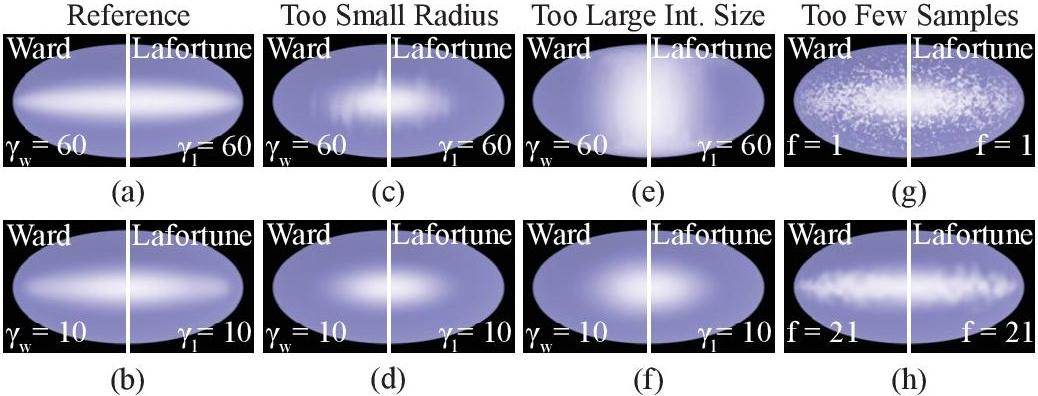 Reference Too Small Radius Too Large Int. Size Too Few Samples
Ward Lafortune Ward Lafortune Ward Lafortune Ward Lafortune
γw = 60 γl = 60 γw = 60 γl = 60 γw = 60 γl = 60 f = 1 f = 1
(a) (c) (e) (g)
Ward Lafortune Ward Lafortune Ward Lafortune Ward Lafortune
γw = 10 γl = 10 γw = 10 γl = 10 γw = 10 γl = 10 f = 21 f = 21
(b) (d) (f) (h)